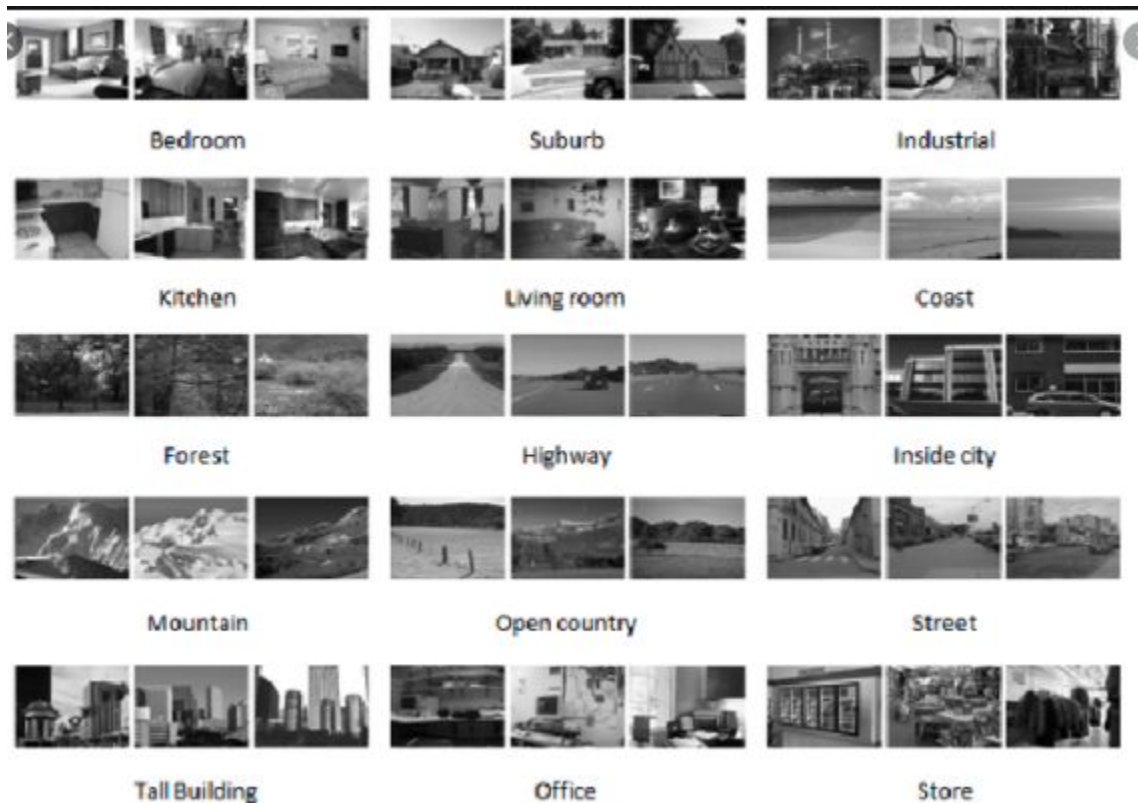 Bedroom
Suburb
Industrial
Kitchen
Living room
Coast
Forest
Highway
Inside city
Mountain
Open country
Street
Tall Building
Office
Store